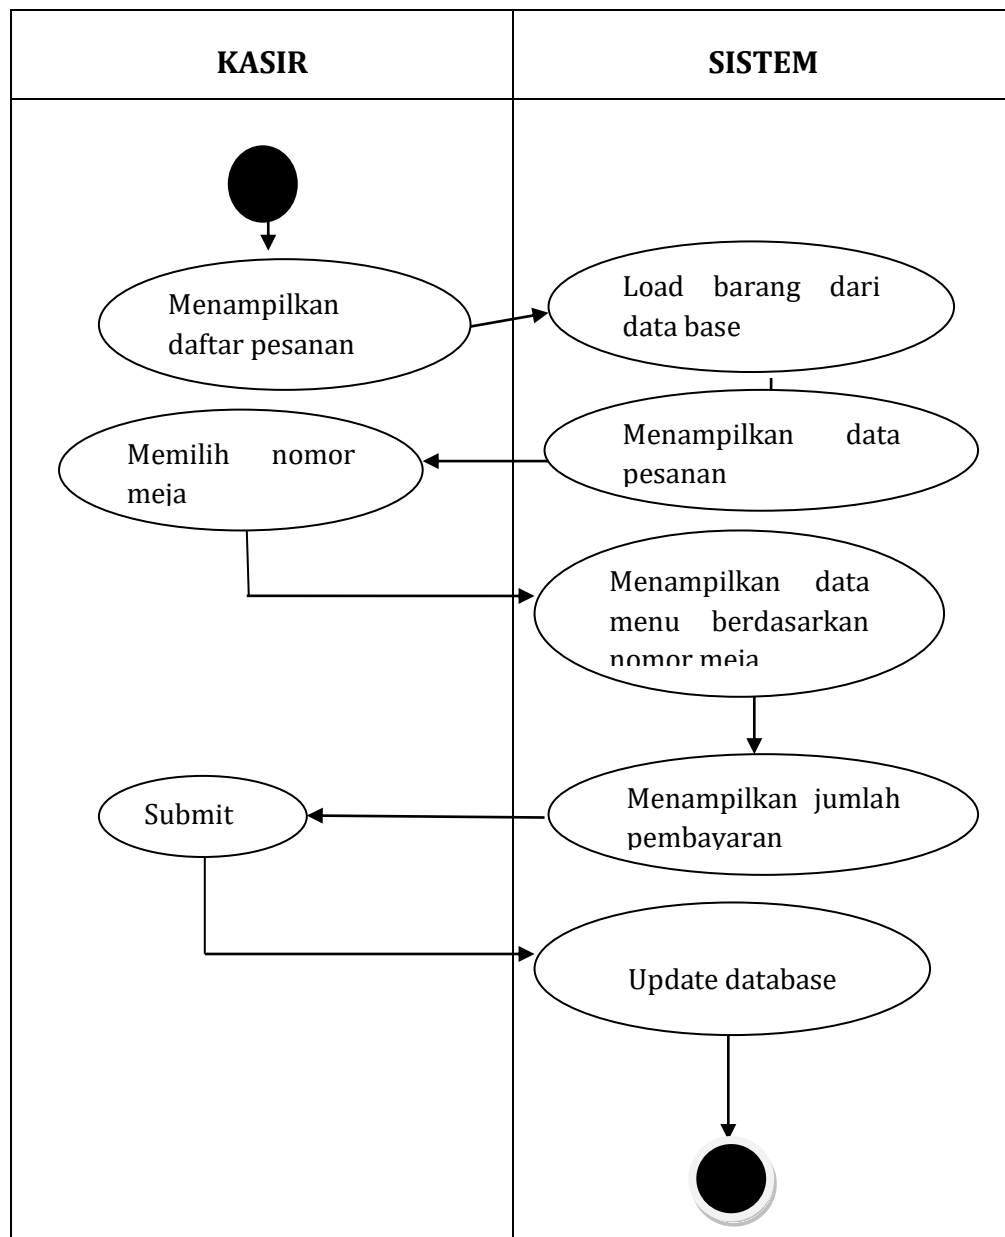 KASIR
SISTEM
Menampilkan
daftar pesanan
Load barang dari
data base
Menampilkan data
pesanan
Memilih nomor
meja
Menampilkan data
menu berdasarkan
nomor meja
Menampilkan jumlah
pembayaran
Submit
Update database